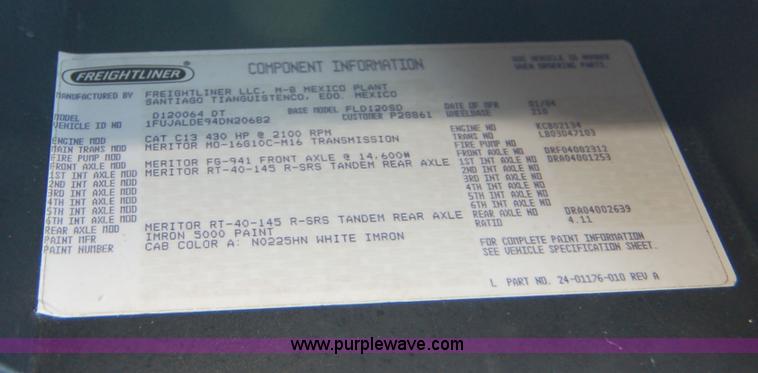 FREIGHTLINER COMPONENT INFORMATION USE VEHICLE ID NUMBER
WHEN ORDERING PARTS.
MANUFACTURED BY FREIGHTLINER LLC. M-B MEXICO PLANT
SANTIAGO TIANGUISTENCO, EDO. MEXICO
MODEL D120064 DT BASE MODEL FLD120SD DATE OF MFR 01/04
VEHICLE ID NO 1FUJALDE94DN20682 CUSTOMER P28861 WHEELBASE 210
ENGINE MOD CAT C13 430 HP @ 2100 RPM ENGINE NO KCB02134
MAIN TRANS MOD MERITOR MO-16G10C-M16 TRANSMISSION TRANS NO LB03047103
FIRE PUMP MOD FIRE PUMP NO
FRONT AXLE MOD MERITOR FG-941 FRONT AXLE @ 14,600# FRONT AXLE NO DRF04002312
1ST INT AXLE MOD MERITOR RT-40-145 R-SRS TANDEM REAR AXLE 1ST INT AXLE NO DRA04001253
2ND INT AXLE MOD 2ND INT AXLE NO
3RD INT AXLE MOD 3RD INT AXLE NO
4TH INT AXLE MOD 4TH INT AXLE NO
5TH INT AXLE MOD 5TH INT AXLE NO
6TH INT AXLE MOD 6TH INT AXLE NO
REAR AXLE MOD MERITOR RT-40-145 R-SRS TANDEM REAR AXLE REAR AXLE NO DRA04002639
PAINT MFR IMRON 5000 PAINT RATIO 4.11
PAINT NUMBER CAB COLOR A: N0225HN WHITE IMRON
FOR COMPLETE PAINT INFORMATION
SEE VEHICLE SPECIFICATION SHEET.
L PART NO. 24-01176-010 REV A
www.purplewave.com